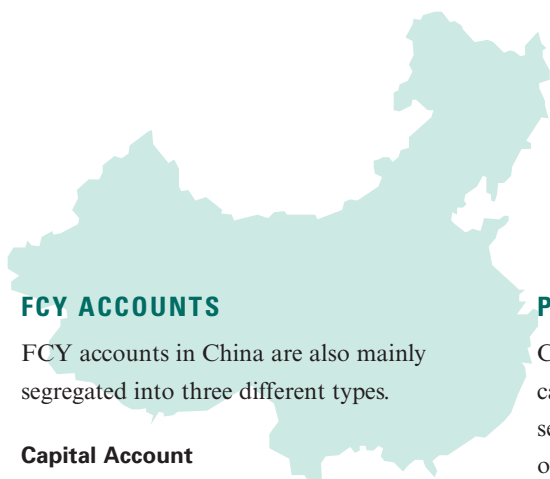 FCY ACCOUNTS
FCY accounts in China are also mainly
segregated into three different types.
Capital Account